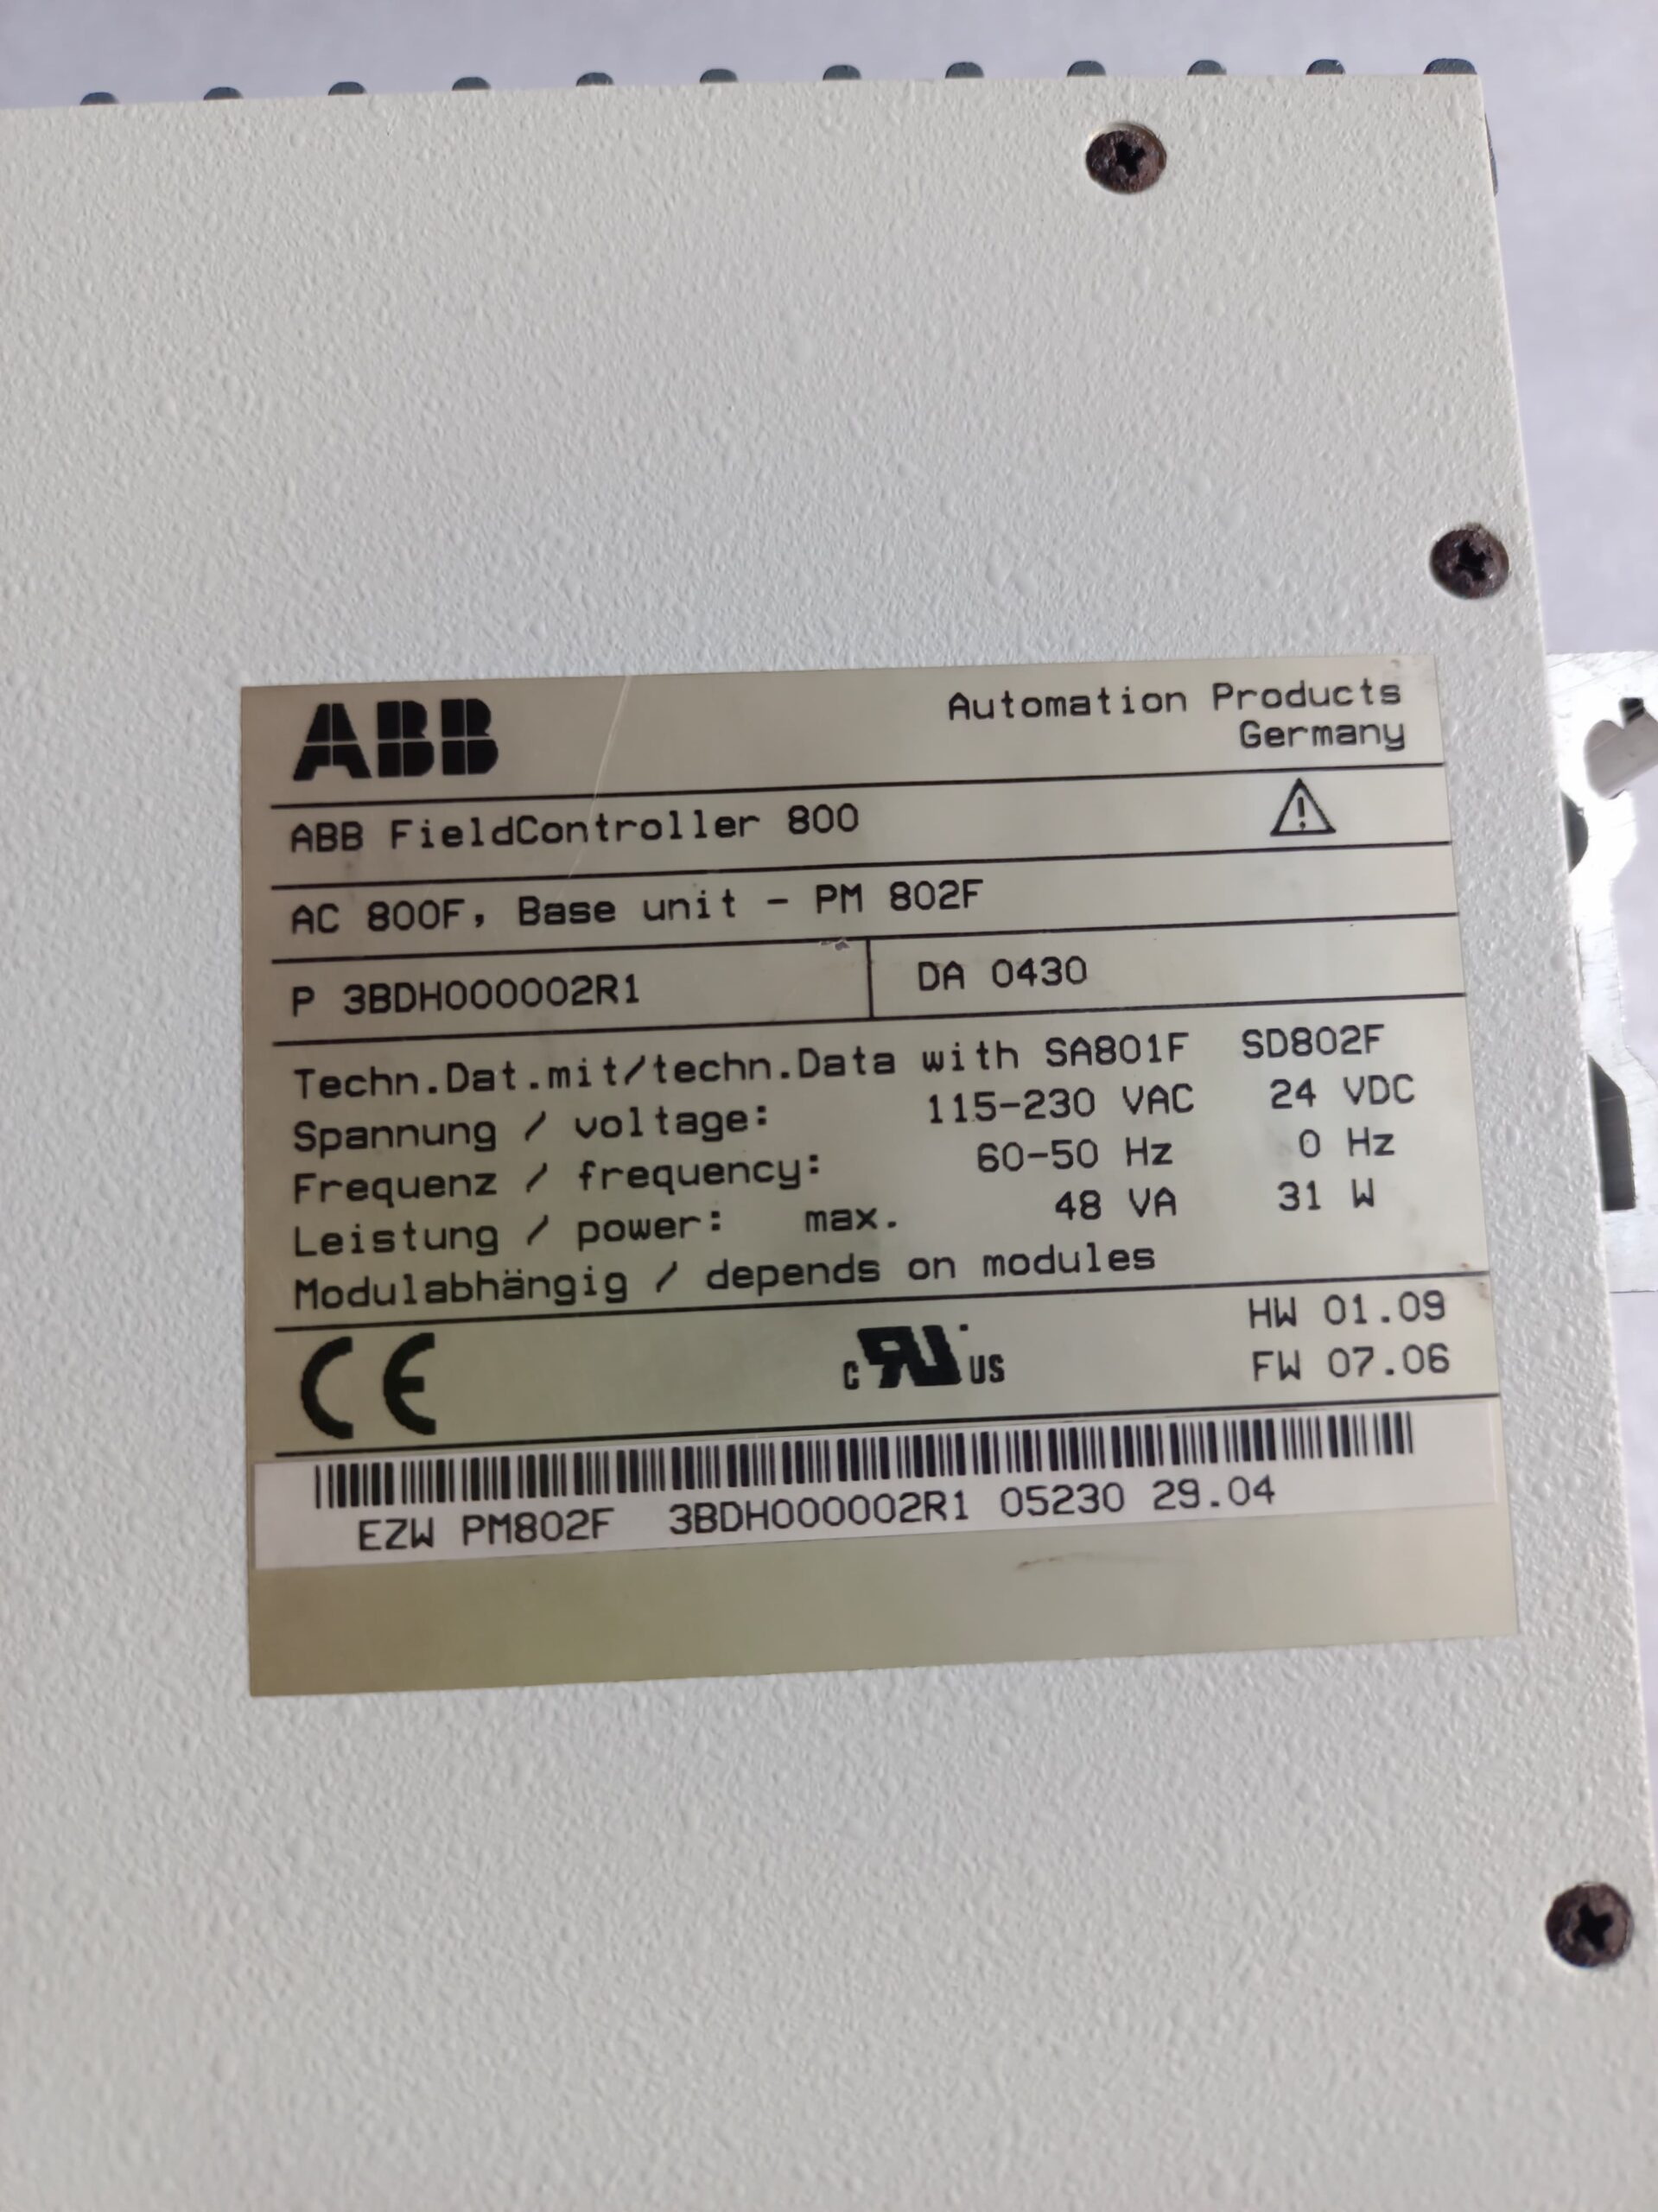 ABB
Automation Products
Germany
ABB FieldController 800
AC 800F, Base unit - PM 802F
P 3BDH000002R1
DA 0430
Techn.Dat.mit/techn.Data with SA801F SD802F
Spannung / voltage: 115-230 VAC 24 VDC
Frequenz / frequency: 60-50 Hz 0 Hz
Leistung / power: max. 48 VA 31 W
Modulabhängig / depends on modules
CE
c RU US
HW 01.09
FW 07.06
EZW PM802F 3BDH000002R1 05230 29.04